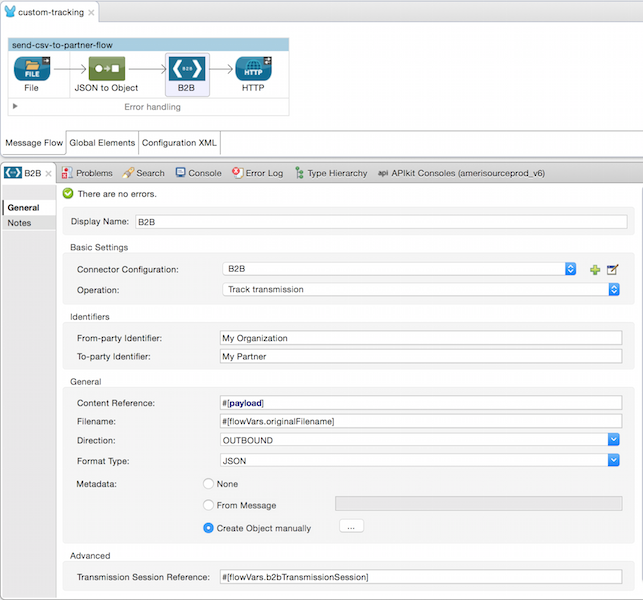 custom-tracking
send-csv-to-partner-flow
FILE
B2B
HTTP
File
JSON to Object
B2B
HTTP
Error handling
Message Flow
Global Elements
Configuration XML
B2B
Problems
Search
Console
Error Log
Type Hierarchy
api APIkit Consoles (amerisourceprod_v6)
There are no errors.
General
Notes
Display Name: B2B
Basic Settings
Connector Configuration: B2B
Operation: Track transmission
Identifiers
From-party Identifier: My Organization
To-party Identifier: My Partner
General
Content Reference: #[payload]
Filename: #[flowVars.originalFilename]
Direction: OUTBOUND
Format Type: JSON
Metadata: None
From Message
Create Object manually ...
Advanced
Transmission Session Reference: #[flowVars.b2bTransmissionSession]